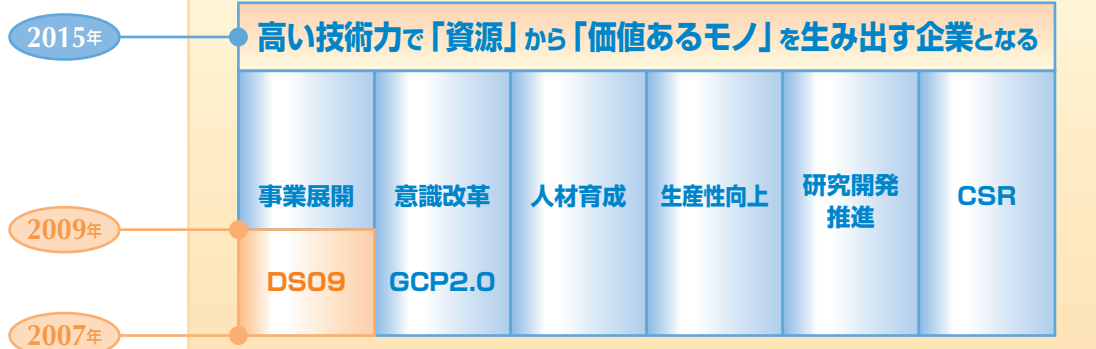 2015年
高い技術力で「資源」から「価値あるモノ」を生み出す企業となる
事業展開
意識改革
人材育成
生産性向上
研究開発
推進
CSR
2009年
DS09
GCP2.0
2007年